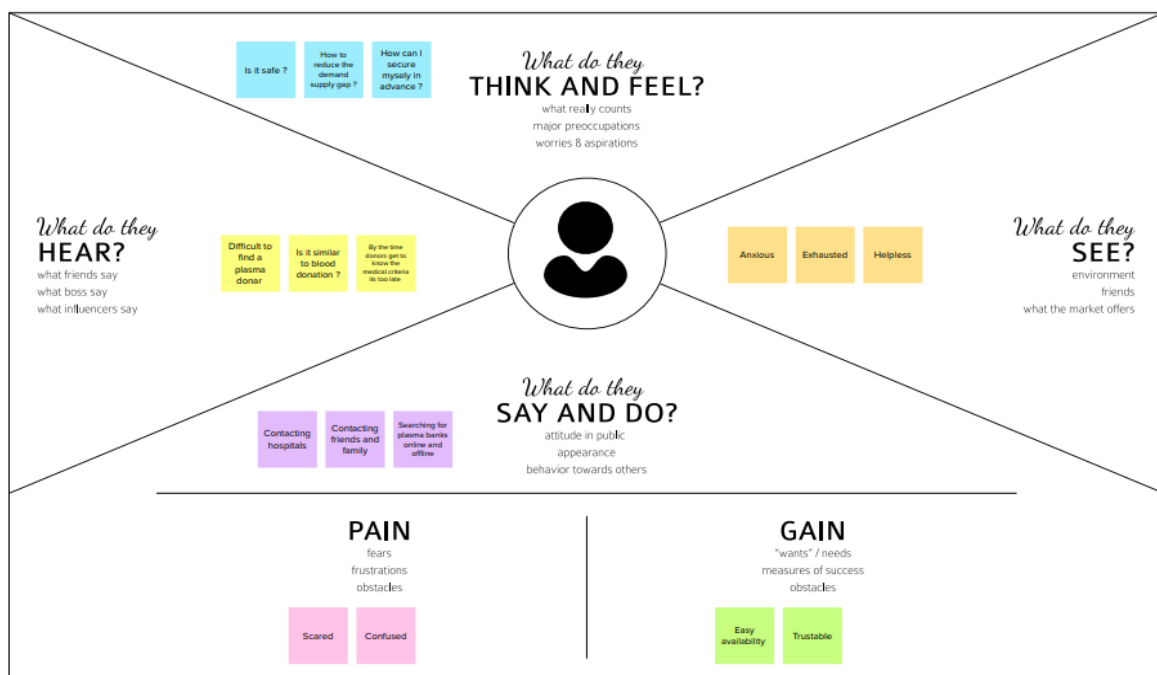 Is it safe ?
How to
reduce the
demand
supply gap ?
How can I
secure
mysely in
advance ?
What do they
THINK AND FEEL?
what really counts
major preoccupations
worries & aspirations
What do they
HEAR?
what friends say
what boss say
what influencers say
Difficult to
find a
plasma
donar
Is it similar
to blood
donation ?
By the time
donors get to
know the
medical criteria
its too late
Anxious
Exhausted
Helpless
What do they
SEE?
environment
friends
what the market offers
What do they
SAY AND DO?
attitude in public
appearance
behavior towards others
Contacting
hospitals
Contacting
friends and
family
Searching for
plasma banks
online and
offline
PAIN
fears
frustrations
obstacles
Scared
Confused
GAIN
"wants" / needs
measures of success
obstacles
Easy
availability
Trustable